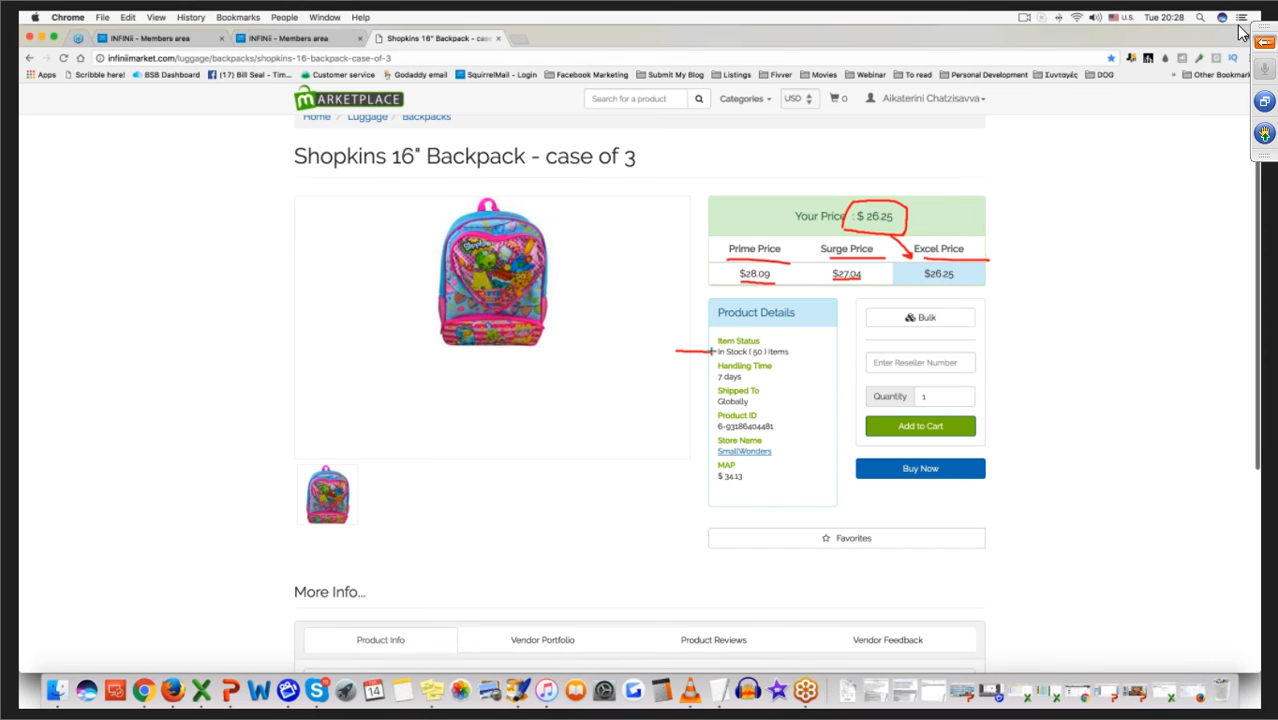 Chrome File Edit View History Bookmarks People Window Help U.S. Tue 20:28
INFINii - Members area INFINii - Members area Shopkins 16" Backpack - cas
infiniimarket.com/luggage/backpacks/shopkins-16-backpack-case-of-3
Apps Scribble here! BSB Dashboard (17) Bill Seal - Tim... Customer service Godaddy email SquirrelMail - Login Facebook Marketing Submit My Blog Listings Fivver Movies Webinar To read Personal Development Συνταγές DOG » Other Bookmark
MARKETPLACE Search for a product Categories USD 0 Aikaterini Chatzisavva
Home / Luggage / Backpacks
Shopkins 16" Backpack - case of 3
Your Price : $ 26.25
Prime Price Surge Price Excel Price
$28.09 $27.04 $26.25
Product Details
Item Status
In Stock ( 50 ) Items
Handling Time
7 days
Shipped To
Globally
Product ID
6-93186404481
Store Name
SmallWonders
MAP
$ 34.13
Bulk
Enter Reseller Number
Quantity 1
Add to Cart
Buy Now
Favorites
More Info...
Product Info Vendor Portfolio Product Reviews Vendor Feedback